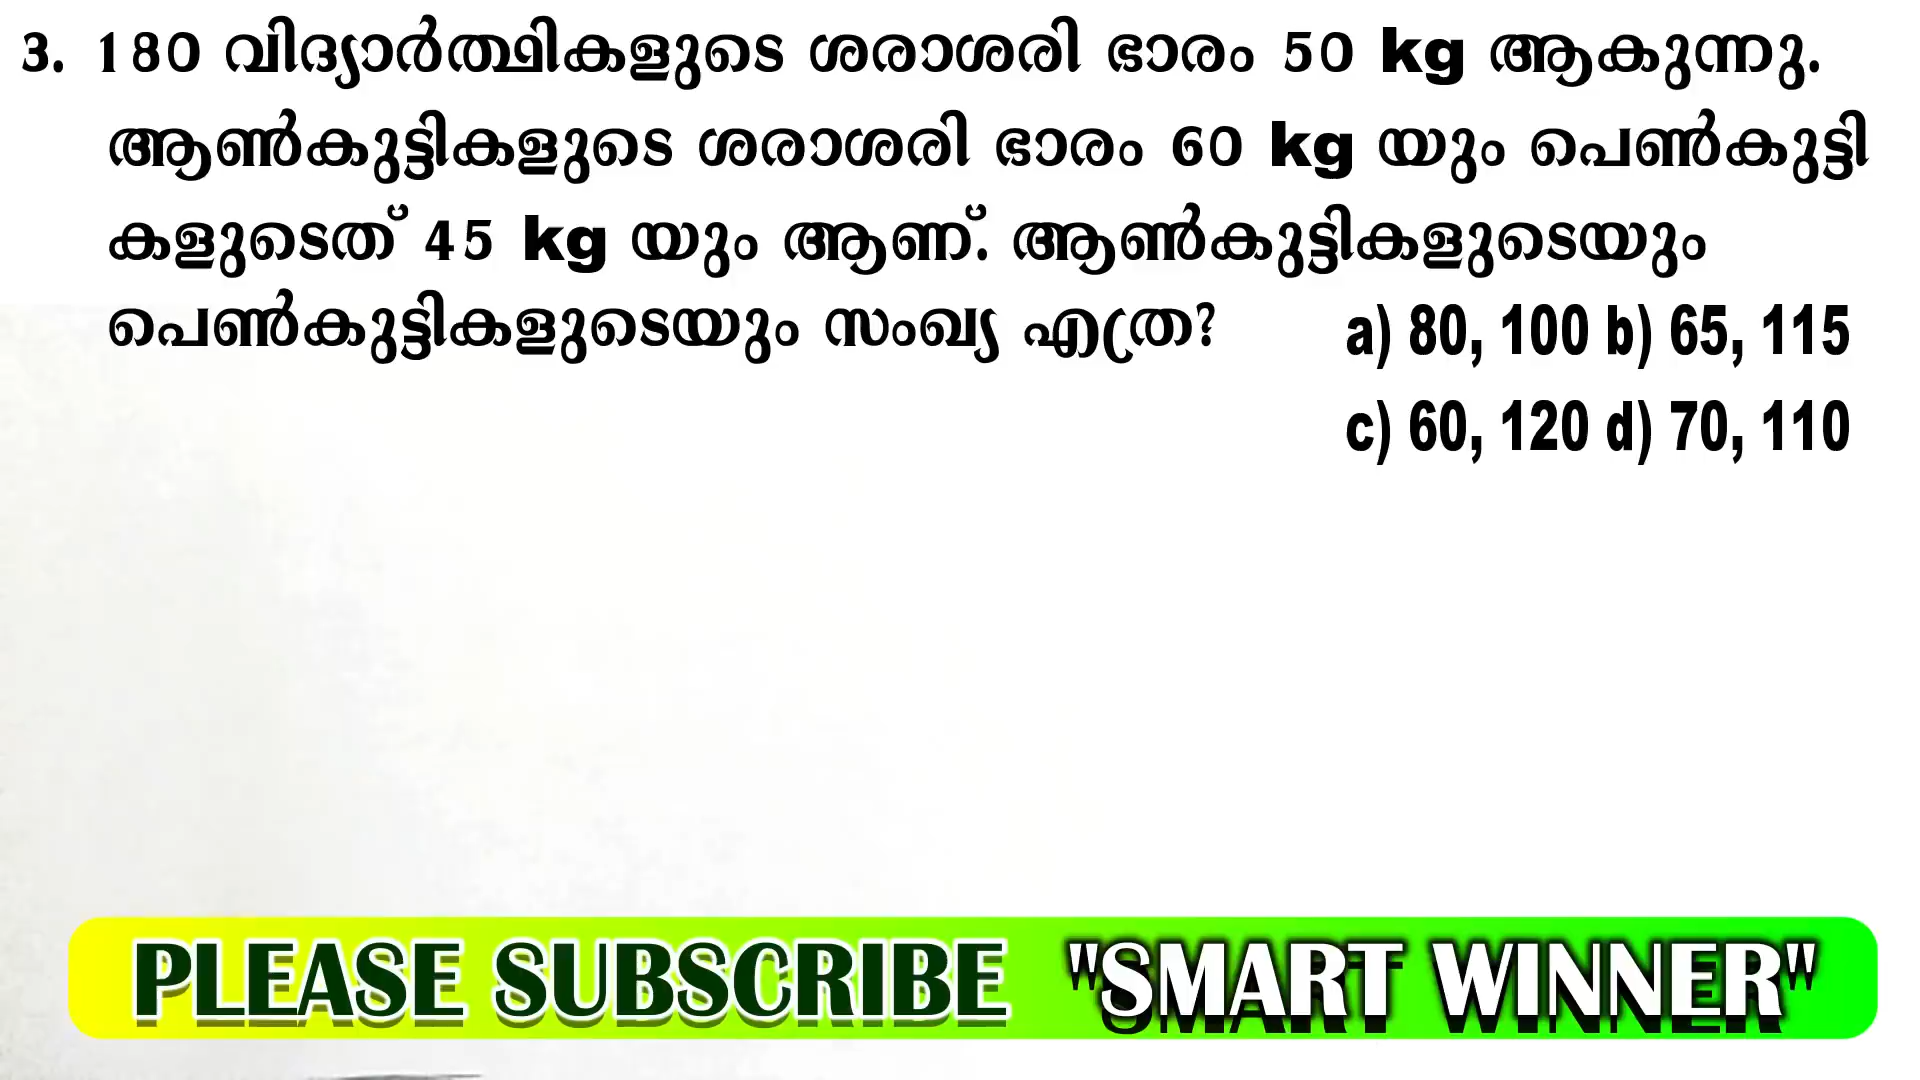 3. 180 വിദ്യാർത്ഥികളുടെ ശരാശരി ഭാരം 50 kg ആകുന്നു.
ആൺകുട്ടികളുടെ ശരാശരി ഭാരം 60 kg യും പെൺകുട്ടി
കളുടെത് 45 kg യും ആണ്. ആൺകുട്ടികളുടെയും
പെൺകുട്ടികളുടെയും സംഖ്യ എത്ര? a) 80, 100 b) 65, 115
c) 60, 120 d) 70, 110
PLEASE SUBSCRIBE "SMART WINNER"